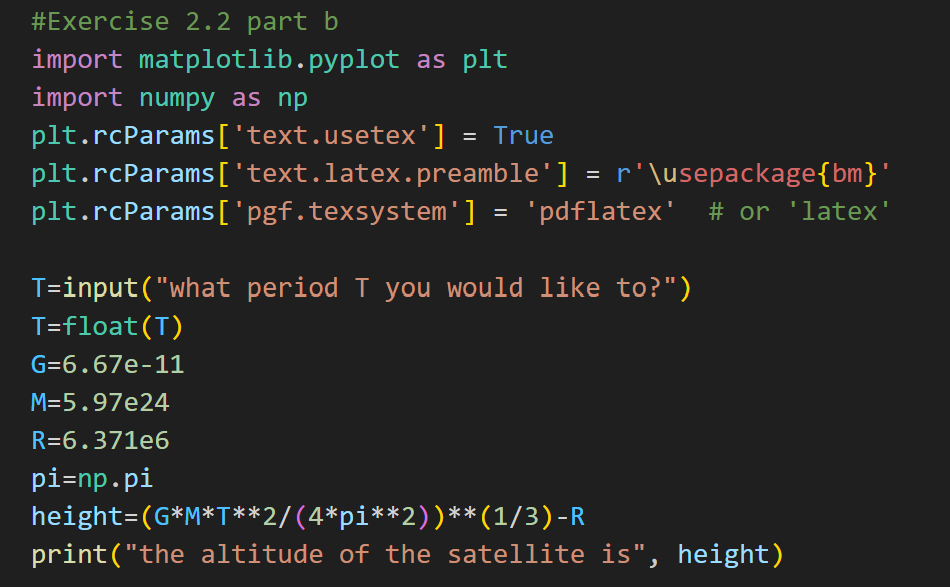 #Exercise 2.2 part b
import matplotlib.pyplot as plt
import numpy as np
plt.rcParams['text.usetex'] = True
plt.rcParams['text.latex.preamble'] = r'\usepackage{bm}'
plt.rcParams['pgf.texsystem'] = 'pdflatex'  # or 'latex'

T=input("what period T you would like to?")
T=float(T)
G=6.67e-11
M=5.97e24
R=6.371e6
pi=np.pi
height=(G*M*T**2/(4*pi**2))**(1/3)-R
print("the altitude of the satellite is", height)